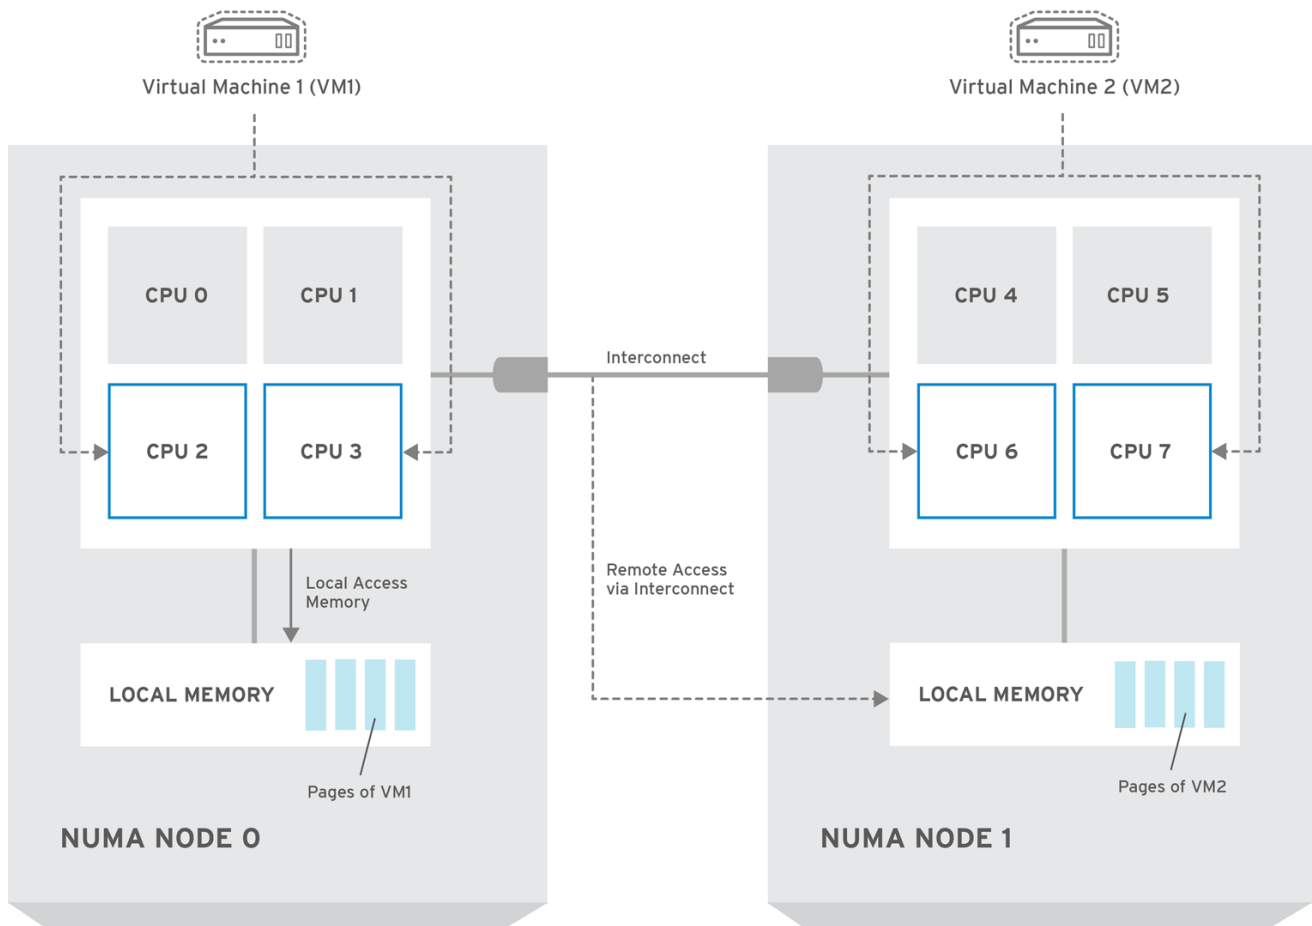 Virtual Machine 1 (VM1)
Virtual Machine 2 (VM2)
CPU 0
CPU 1
CPU 2
CPU 3
Interconnect
CPU 4
CPU 5
CPU 6
CPU 7
Local Access
Memory
Remote Access
via Interconnect
LOCAL MEMORY
Pages of VM1
LOCAL MEMORY
Pages of VM2
NUMA NODE 0
NUMA NODE 1